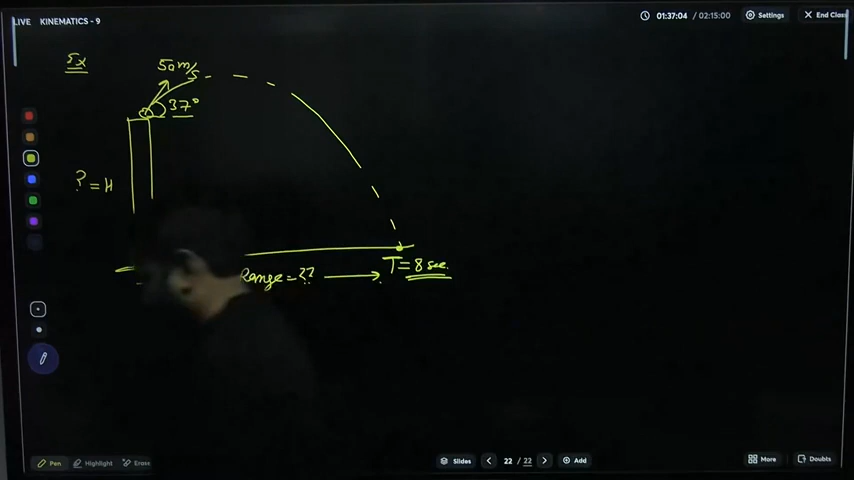 LIVE KINEMATICS - 9
01:37:04 / 02:15:00
Settings
End Class
Ex
50 m/s
37°
? = H
Range = ??
T = 8 sec.
Pen
Highlight
Erase
Slides
22 / 22
Add
More
Doubts